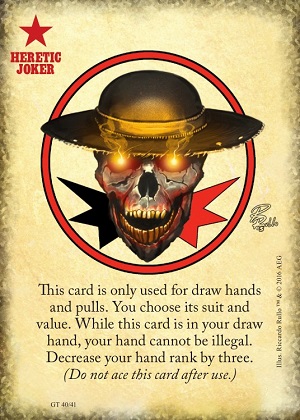 HERETIC
JOKER
This card is only used for draw hands
and pulls. You choose its suit and
value. While this card is in your draw
hand, your hand cannot be illegal.
Decrease your hand rank by three.
(Do not ace this card after use.)
GT 40/41
Illus. Riccardo Rullo ™ & © 2016 AEG